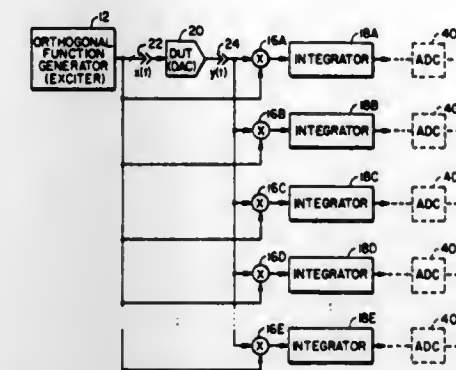 12
ORTHOGONAL
FUNCTION
GENERATOR
(EXCITER)
22
x(t)
20
DUT
(DAC)
24
y(t)
16A
X
18A
INTEGRATOR
40
ADC
16B
X
18B
INTEGRATOR
40
ADC
16C
X
18C
INTEGRATOR
40
ADC
16D
X
18D
INTEGRATOR
40
ADC
16E
X
18E
INTEGRATOR
40
ADC